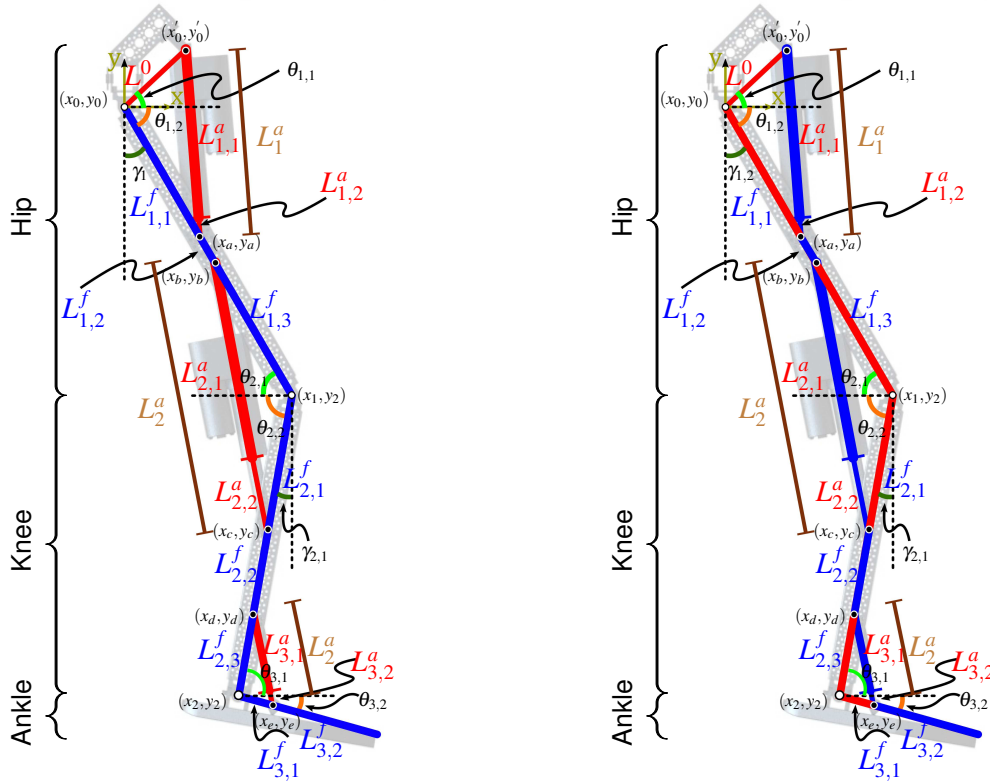 (x′0, y′0)
y
L^0
θ1,1
(x0, y0)
x
θ1,2
L^a_1,1
L^a_1
γ1
L^a_1,2
L^f_1,1
Hip
(xa, ya)
(xb, yb)
L^f_1,2
L^f_1,3
L^a_2,1
θ2,1
(x1, y2)
L^a_2
θ2,2
L^a_2,2
L^f_2,1
(xc, yc)
γ2,1
Knee
L^f_2,2
(xd, yd)
L^f_2,3
L^a_3,1
L^a_2
L^a_3,2
θ3,1
(x2, y2)
θ3,2
Ankle
(xe, ye)
L^f_3,2
L^f_3,1
(x′0, y′0)
y
L^0
θ1,1
(x0, y0)
x
θ1,2
L^a_1,1
L^a_1
γ1,2
L^a_1,2
L^f_1,1
Hip
(xa, ya)
(xb, yb)
L^f_1,2
L^f_1,3
L^a_2,1
θ2,1
(x1, y2)
L^a_2
θ2,2
L^a_2,2
L^f_2,1
(xc, yc)
γ2,1
Knee
L^f_2,2
(xd, yd)
L^f_2,3
L^a_3,1
L^a_2
L^a_3,2
θ3,1
(x2, y2)
θ3,2
Ankle
(xe, ye)
L^f_3,2
L^f_3,1